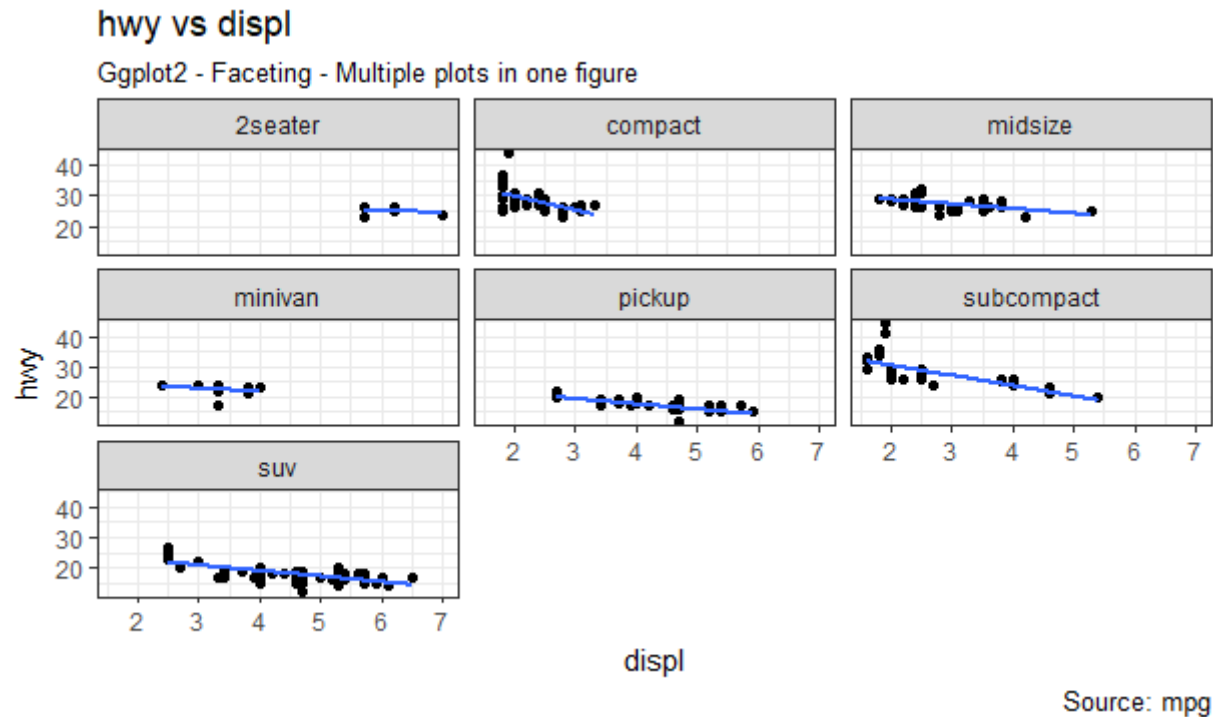 hwy vs displ
Ggplot2 - Faceting - Multiple plots in one figure
2seater compact midsize
40
30
20
minivan pickup subcompact
40
30
20
hwy
2 3 4 5 6 7 2 3 4 5 6 7
suv
40
30
20
2 3 4 5 6 7
displ
Source: mpg